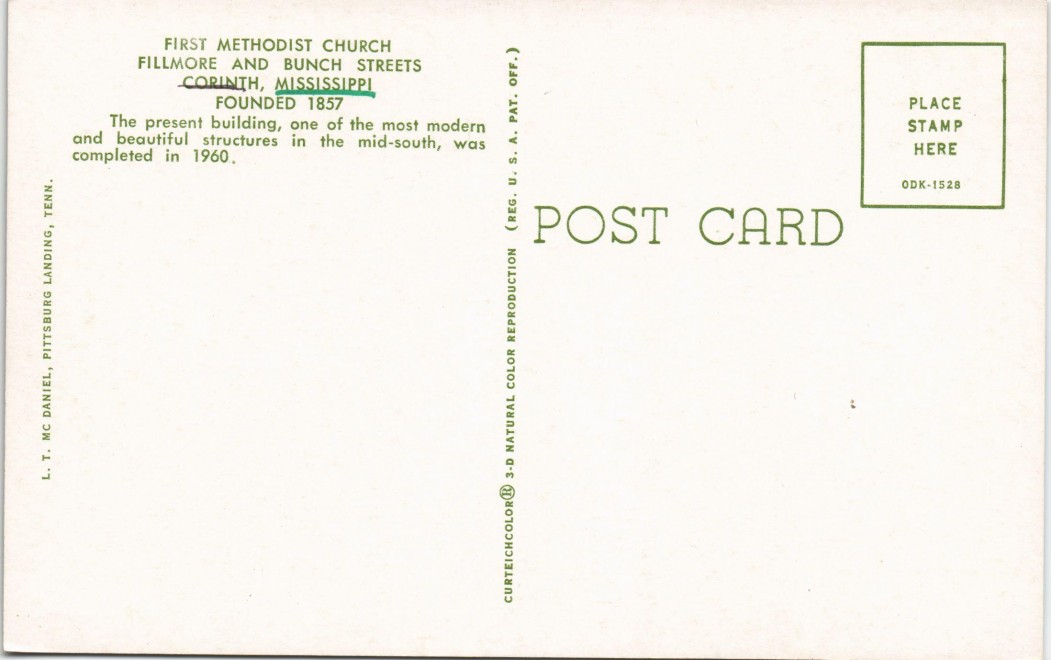 FIRST METHODIST CHURCH
FILLMORE AND BUNCH STREETS
CORINTH, MISSISSIPPI
FOUNDED 1857
The present building, one of the most modern
and beautiful structures in the mid-south, was
completed in 1960.
L. T. MC DANIEL, PITTSBURG LANDING, TENN.
CURTEICHCOLOR® 3-D NATURAL COLOR REPRODUCTION (REG. U. S. A. PAT. OFF.)
POST CARD
PLACE
STAMP
HERE
ODK-1528